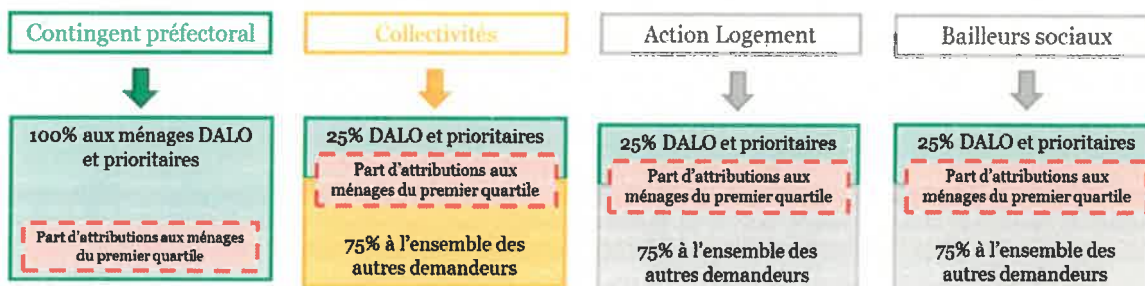 Contingent préfectoral
100% aux ménages DALO
et prioritaires
Part d'attributions aux ménages
du premier quartile
Collectivités
25% DALO et prioritaires
Part d'attributions aux
ménages du premier quartile
75% à l'ensemble des
autres demandeurs
Action Logement
25% DALO et prioritaires
Part d'attributions aux
ménages du premier quartile
75% à l'ensemble des
autres demandeurs
Bailleurs sociaux
25% DALO et prioritaires
Part d'attributions aux
ménages du premier quartile
75% à l'ensemble des
autres demandeurs